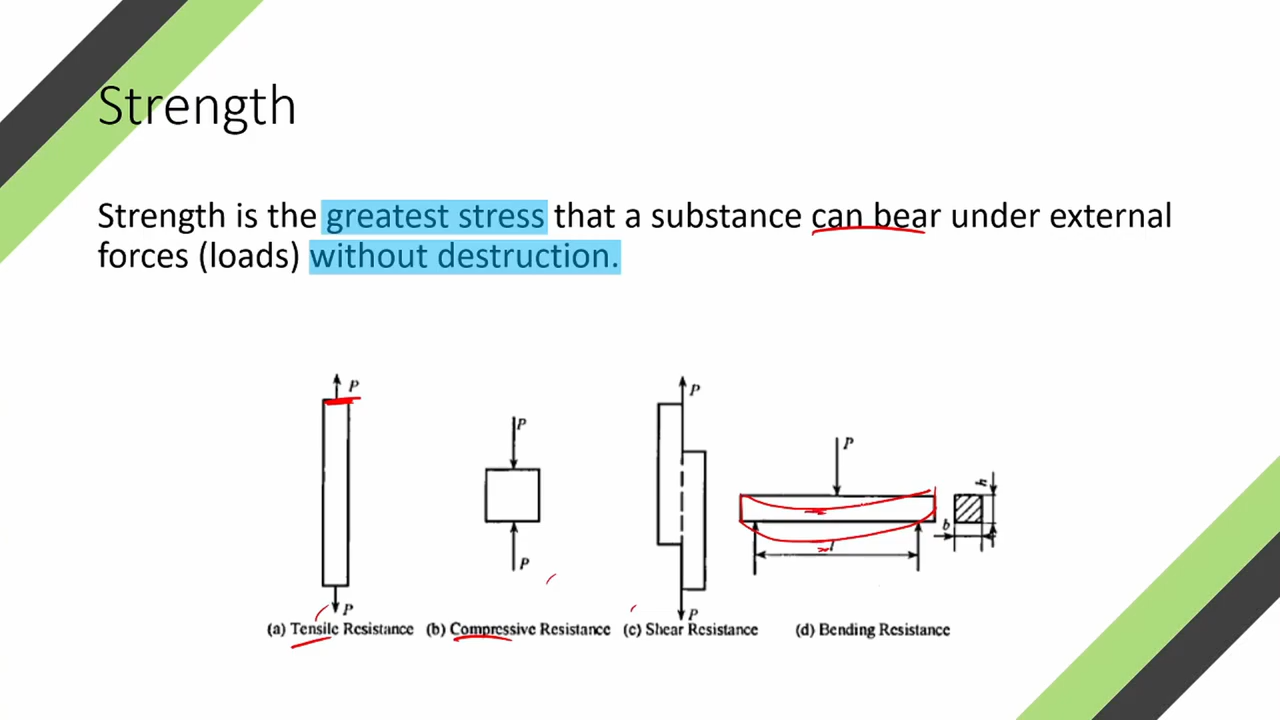 Strength
Strength is the greatest stress that a substance can bear under external
forces (loads) without destruction.
P
P
P
P
P
P
P
l
b
h
(a) Tensile Resistance
(b) Compressive Resistance
(c) Shear Resistance
(d) Bending Resistance